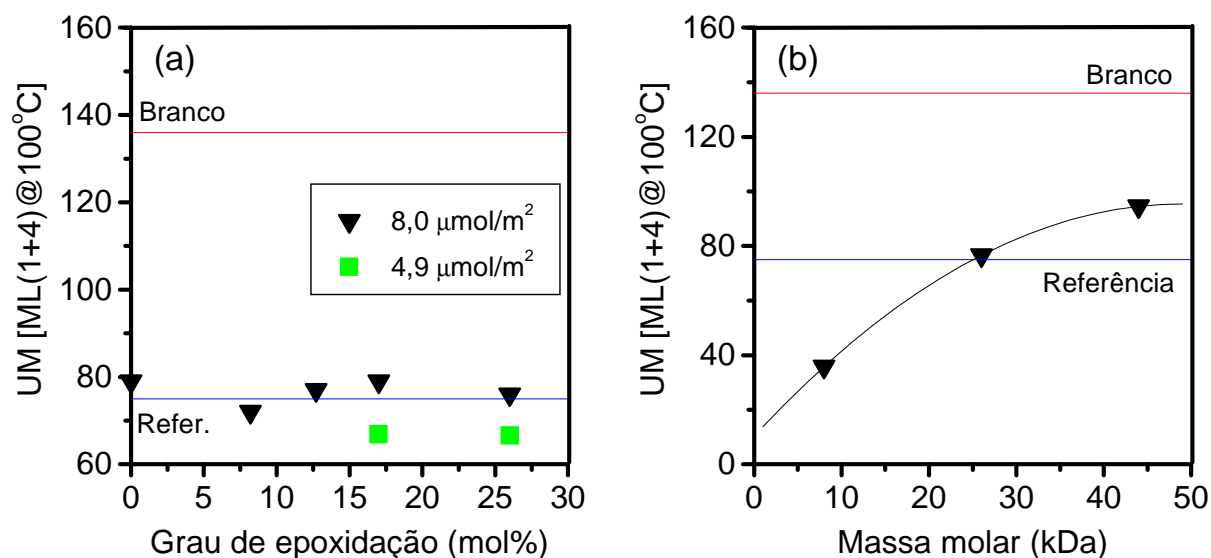 (a)
160
140
120
100
80
60
UM [ML(1+4)@100°C]
Branco
8,0 μmol/m²
4,9 μmol/m²
Refer.
0 5 10 15 20 25 30
Grau de epoxidação (mol%)
(b)
160
120
80
40
0
UM [ML(1+4)@100°C]
Branco
Referência
0 10 20 30 40 50
Massa molar (kDa)